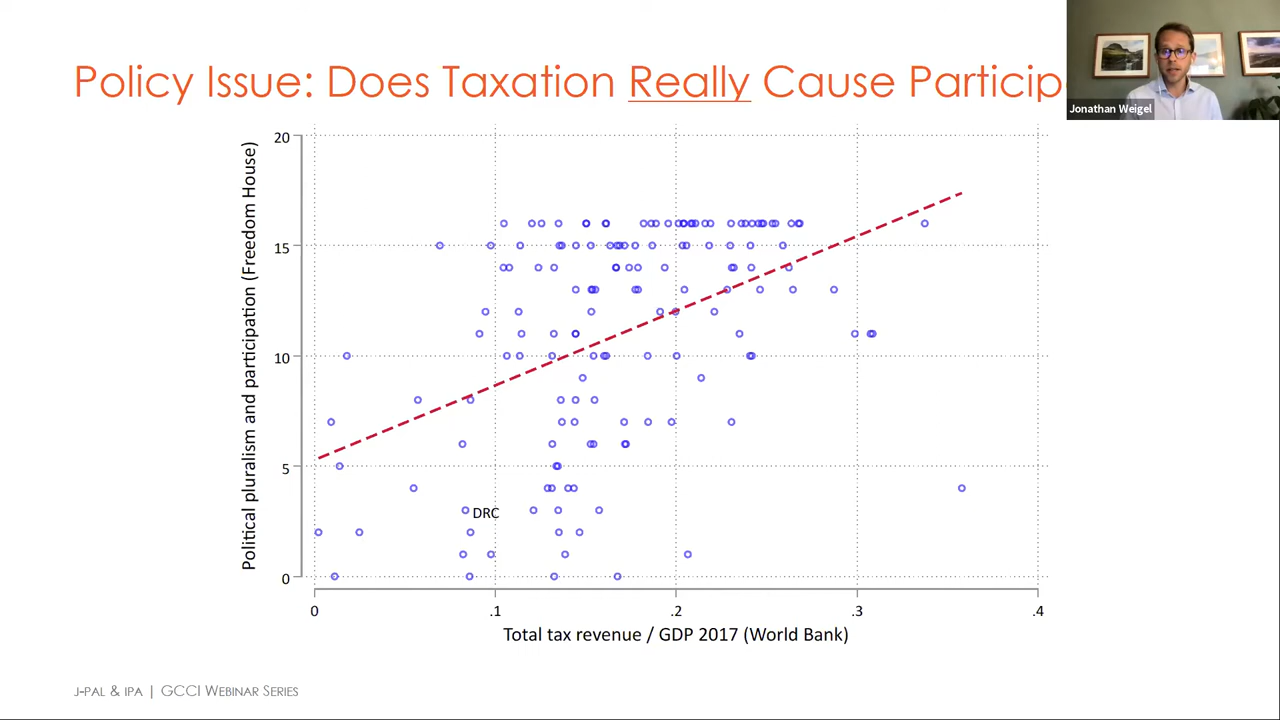 Policy Issue: Does Taxation Really Cause Particip
Jonathan Weigel
Political pluralism and participation (Freedom House)
20
15
10
5
0
DRC
0
.1
.2
.3
.4
Total tax revenue / GDP 2017 (World Bank)
J-PAL & IPA | GCCI WEBINAR SERIES